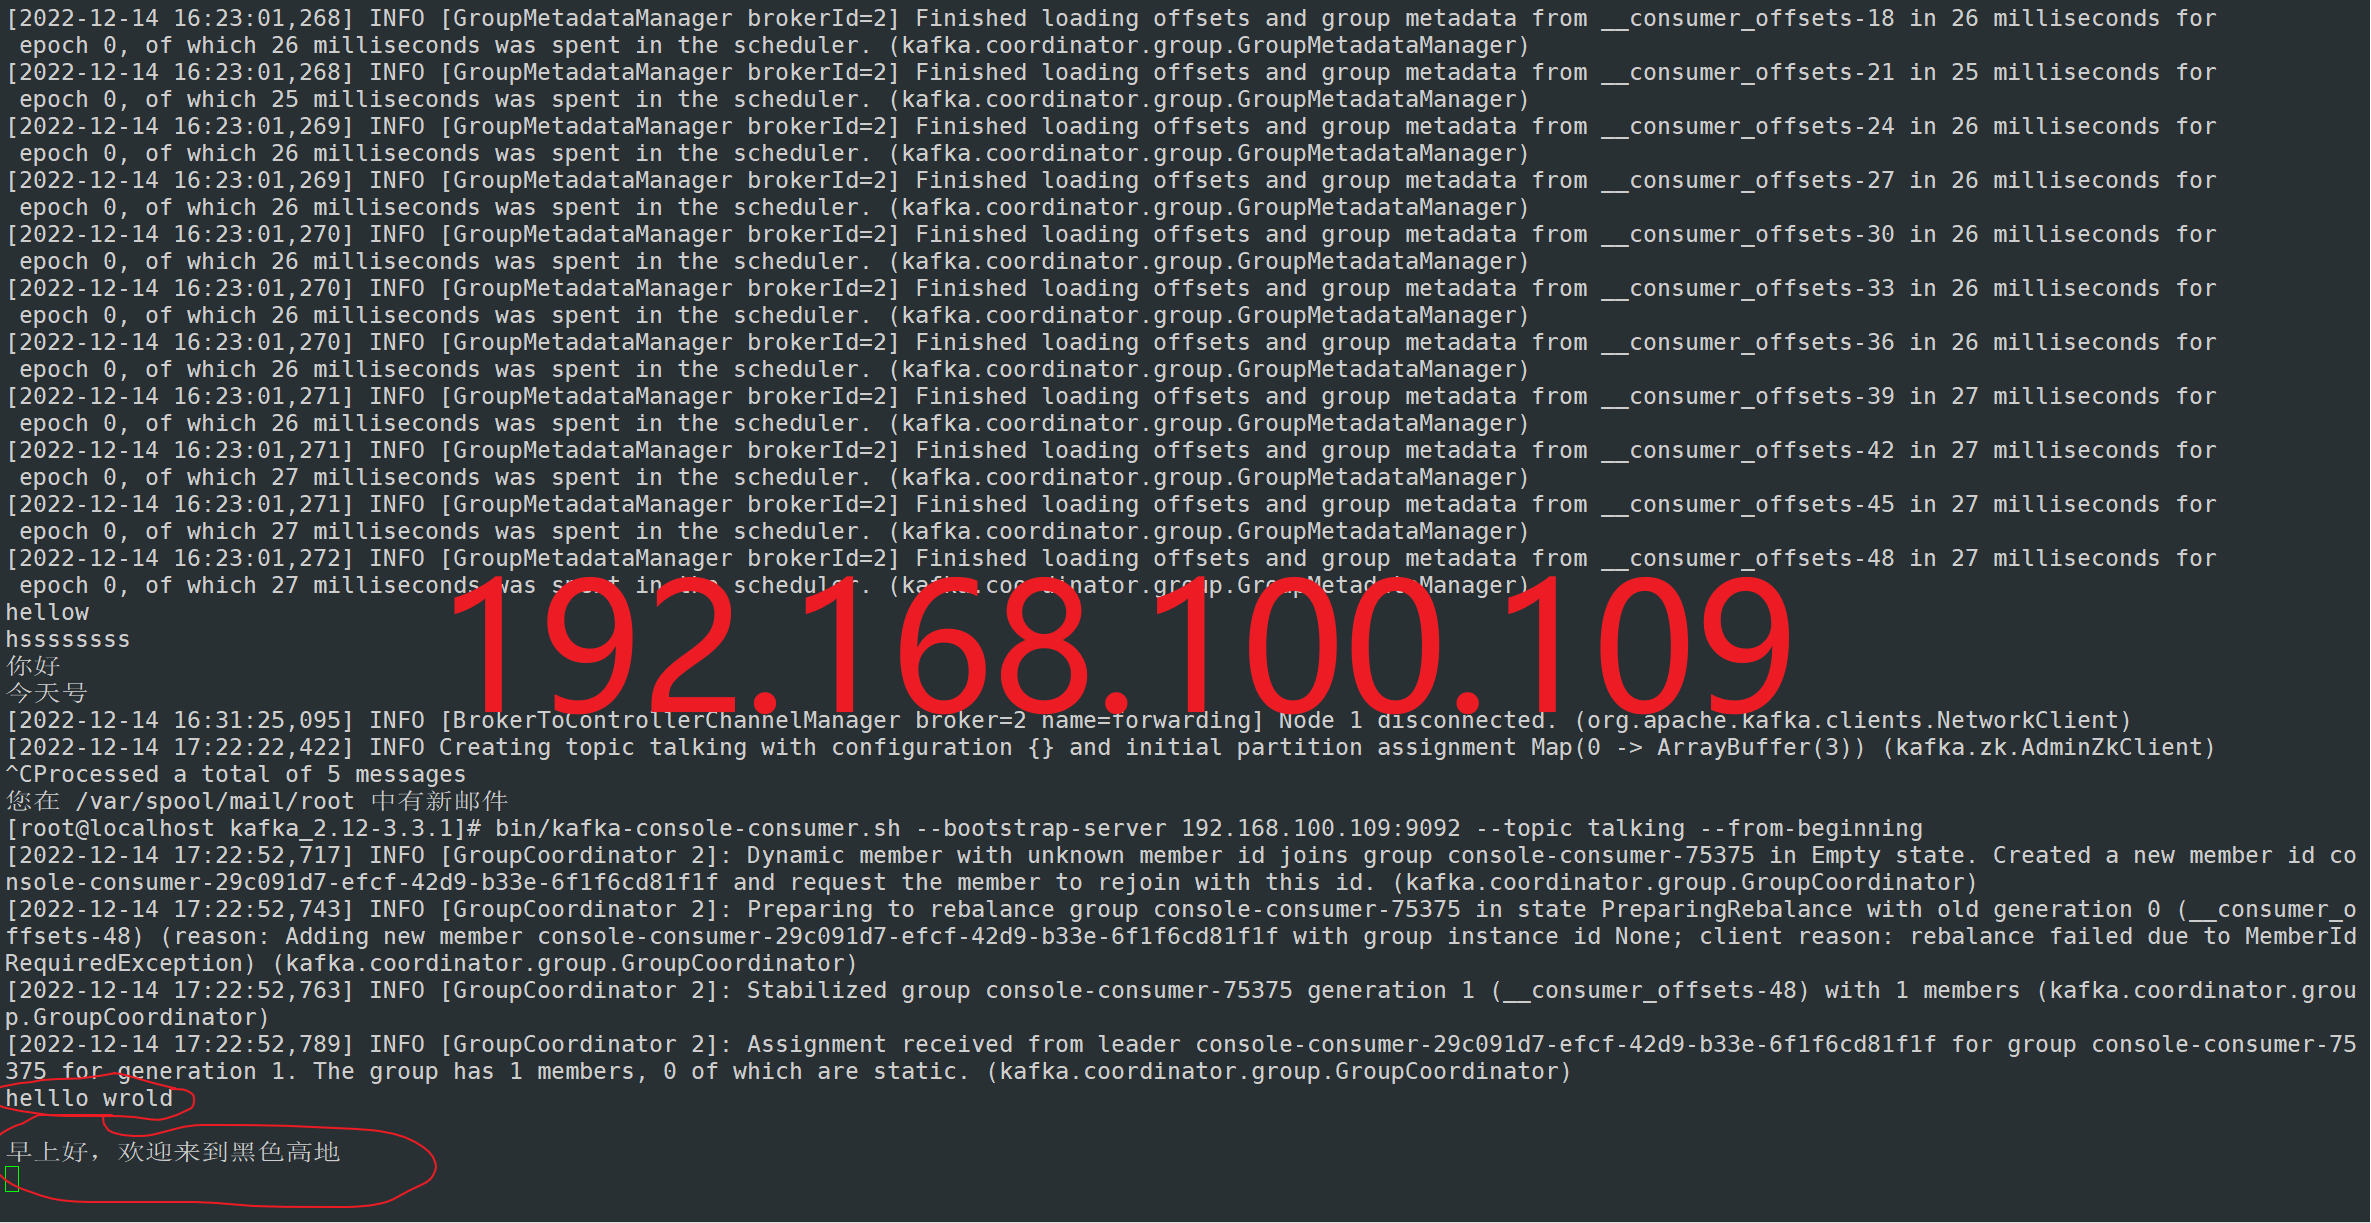 [2022-12-14 16:23:01,268] INFO [GroupMetadataManager brokerId=2] Finished loading offsets and group metadata from __consumer_offsets-18 in 26 milliseconds for
 epoch 0, of which 26 milliseconds was spent in the scheduler. (kafka.coordinator.group.GroupMetadataManager)
[2022-12-14 16:23:01,268] INFO [GroupMetadataManager brokerId=2] Finished loading offsets and group metadata from __consumer_offsets-21 in 25 milliseconds for
 epoch 0, of which 25 milliseconds was spent in the scheduler. (kafka.coordinator.group.GroupMetadataManager)
[2022-12-14 16:23:01,269] INFO [GroupMetadataManager brokerId=2] Finished loading offsets and group metadata from __consumer_offsets-24 in 26 milliseconds for
 epoch 0, of which 26 milliseconds was spent in the scheduler. (kafka.coordinator.group.GroupMetadataManager)
[2022-12-14 16:23:01,269] INFO [GroupMetadataManager brokerId=2] Finished loading offsets and group metadata from __consumer_offsets-27 in 26 milliseconds for
 epoch 0, of which 26 milliseconds was spent in the scheduler. (kafka.coordinator.group.GroupMetadataManager)
[2022-12-14 16:23:01,270] INFO [GroupMetadataManager brokerId=2] Finished loading offsets and group metadata from __consumer_offsets-30 in 26 milliseconds for
 epoch 0, of which 26 milliseconds was spent in the scheduler. (kafka.coordinator.group.GroupMetadataManager)
[2022-12-14 16:23:01,270] INFO [GroupMetadataManager brokerId=2] Finished loading offsets and group metadata from __consumer_offsets-33 in 26 milliseconds for
 epoch 0, of which 26 milliseconds was spent in the scheduler. (kafka.coordinator.group.GroupMetadataManager)
[2022-12-14 16:23:01,270] INFO [GroupMetadataManager brokerId=2] Finished loading offsets and group metadata from __consumer_offsets-36 in 26 milliseconds for
 epoch 0, of which 26 milliseconds was spent in the scheduler. (kafka.coordinator.group.GroupMetadataManager)
[2022-12-14 16:23:01,271] INFO [GroupMetadataManager brokerId=2] Finished loading offsets and group metadata from __consumer_offsets-39 in 27 milliseconds for
 epoch 0, of which 26 milliseconds was spent in the scheduler. (kafka.coordinator.group.GroupMetadataManager)
[2022-12-14 16:23:01,271] INFO [GroupMetadataManager brokerId=2] Finished loading offsets and group metadata from __consumer_offsets-42 in 27 milliseconds for
 epoch 0, of which 27 milliseconds was spent in the scheduler. (kafka.coordinator.group.GroupMetadataManager)
[2022-12-14 16:23:01,271] INFO [GroupMetadataManager brokerId=2] Finished loading offsets and group metadata from __consumer_offsets-45 in 27 milliseconds for
 epoch 0, of which 27 milliseconds was spent in the scheduler. (kafka.coordinator.group.GroupMetadataManager)
[2022-12-14 16:23:01,272] INFO [GroupMetadataManager brokerId=2] Finished loading offsets and group metadata from __consumer_offsets-48 in 27 milliseconds for
 epoch 0, of which 27 milliseconds was spent in the scheduler. (kafka.coordinator.group.GroupMetadataManager)
192.168.100.109
hellow
hssssssss
你好
今天号
[2022-12-14 16:31:25,095] INFO [BrokerToControllerChannelManager broker=2 name=forwarding] Node 1 disconnected. (org.apache.kafka.clients.NetworkClient)
[2022-12-14 17:22:22,422] INFO Creating topic talking with configuration {} and initial partition assignment Map(0 -> ArrayBuffer(3)) (kafka.zk.AdminZkClient)
^CProcessed a total of 5 messages
您在 /var/spool/mail/root 中有新邮件
[root@localhost kafka_2.12-3.3.1]# bin/kafka-console-consumer.sh --bootstrap-server 192.168.100.109:9092 --topic talking --from-beginning
[2022-12-14 17:22:52,717] INFO [GroupCoordinator 2]: Dynamic member with unknown member id joins group console-consumer-75375 in Empty state. Created a new member id co
nsole-consumer-29c091d7-efcf-42d9-b33e-6f1f6cd81f1f and request the member to rejoin with this id. (kafka.coordinator.group.GroupCoordinator)
[2022-12-14 17:22:52,743] INFO [GroupCoordinator 2]: Preparing to rebalance group console-consumer-75375 in state PreparingRebalance with old generation 0 (__consumer_o
ffsets-48) (reason: Adding new member console-consumer-29c091d7-efcf-42d9-b33e-6f1f6cd81f1f with group instance id None; client reason: rebalance failed due to MemberId
RequiredException) (kafka.coordinator.group.GroupCoordinator)
[2022-12-14 17:22:52,763] INFO [GroupCoordinator 2]: Stabilized group console-consumer-75375 generation 1 (__consumer_offsets-48) with 1 members (kafka.coordinator.grou
p.GroupCoordinator)
[2022-12-14 17:22:52,789] INFO [GroupCoordinator 2]: Assignment received from leader console-consumer-29c091d7-efcf-42d9-b33e-6f1f6cd81f1f for group console-consumer-75
375 for generation 1. The group has 1 members, 0 of which are static. (kafka.coordinator.group.GroupCoordinator)
helllo wrold
早上好，欢迎来到黑色高地